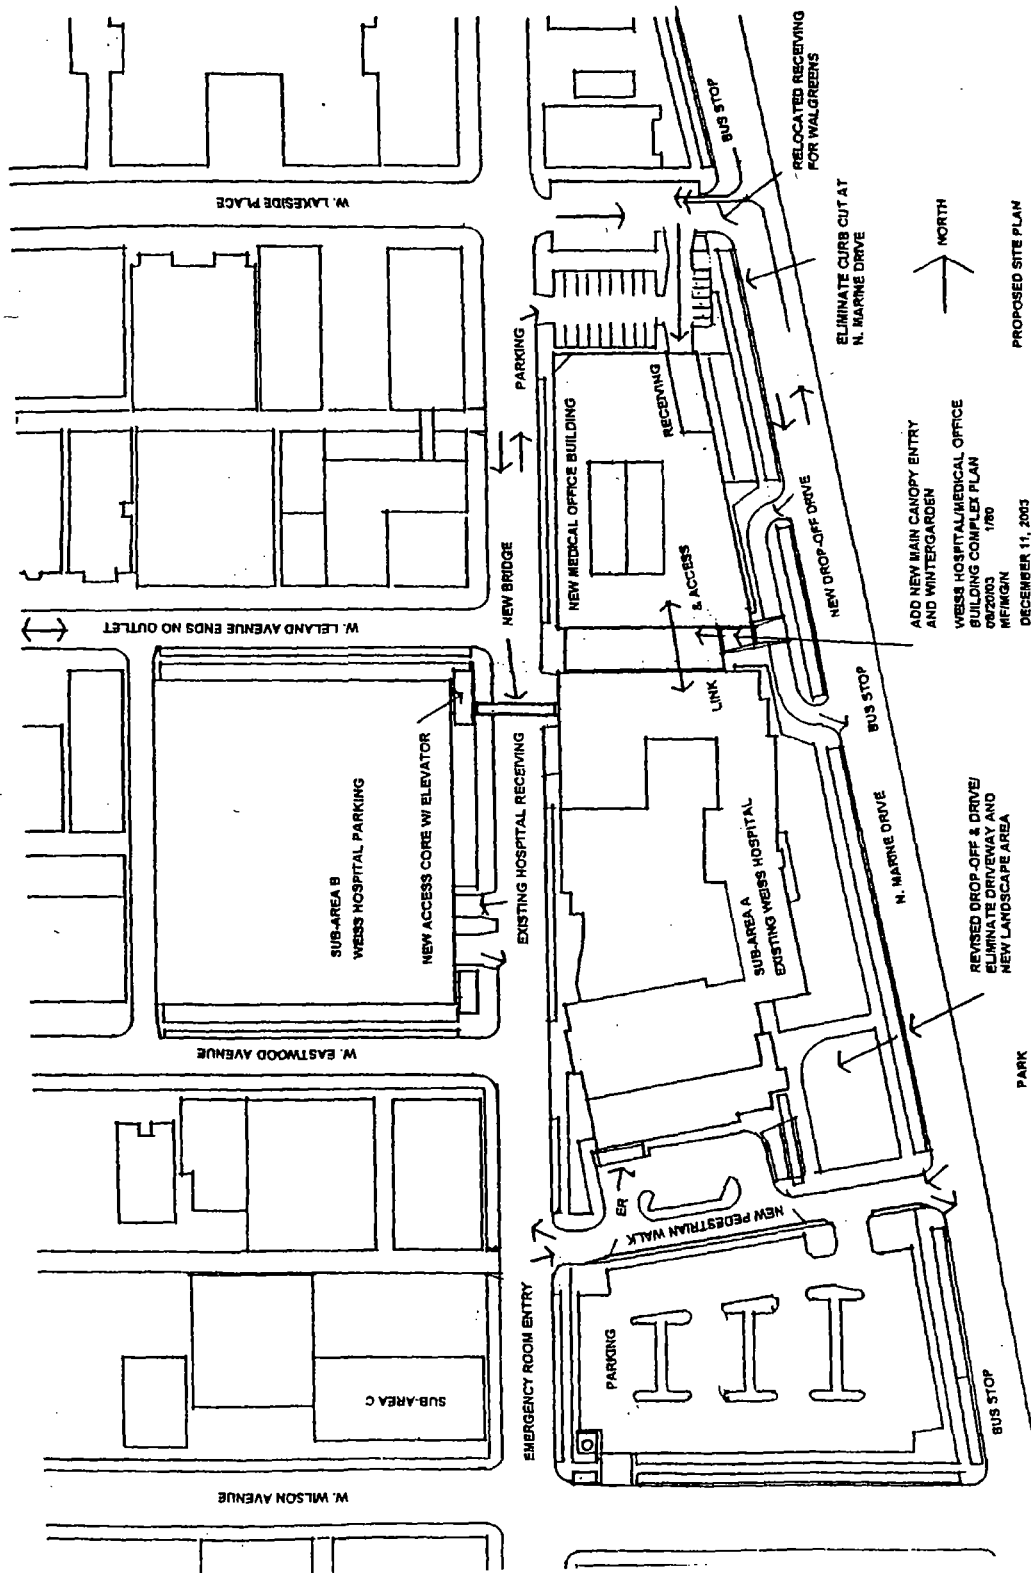 W. LAKESIDE PLACE
BUS STOP
RELOCATED RECEIVING
FOR WALGREENS
ELIMINATE CURB CUT AT
N. MARINE DRIVE
NORTH
PROPOSED SITE PLAN
PARKING
RECEIVING
NEW MEDICAL OFFICE BUILDING
NEW BRIDGE
& ACCESS
LINK
NEW DROP-OFF DRIVE
ADD NEW MAIN CANOPY ENTRY
AND WINTERGARDEN
WEISS HOSPITAL/MEDICAL OFFICE
BUILDING COMPLEX PLAN
1/80
MF/MG/N
DECEMBER 11, 2003
W. LELAND AVENUE ENDS NO OUTLET
SUB-AREA B
WEISS HOSPITAL PARKING
NEW ACCESS CORE W/ ELEVATOR
EXISTING HOSPITAL RECEIVING
SUB-AREA A
EXISTING WEISS HOSPITAL
BUS STOP
N. MARINE DRIVE
REVISED DROP-OFF & DRIVE/
ELIMINATE DRIVEWAY AND
NEW LANDSCAPE AREA
PARK
W. EASTWOOD AVENUE
ER
NEW PEDESTRIAN WALK
EMERGENCY ROOM ENTRY
PARKING
SUB-AREA C
BUS STOP
W. WILSON AVENUE